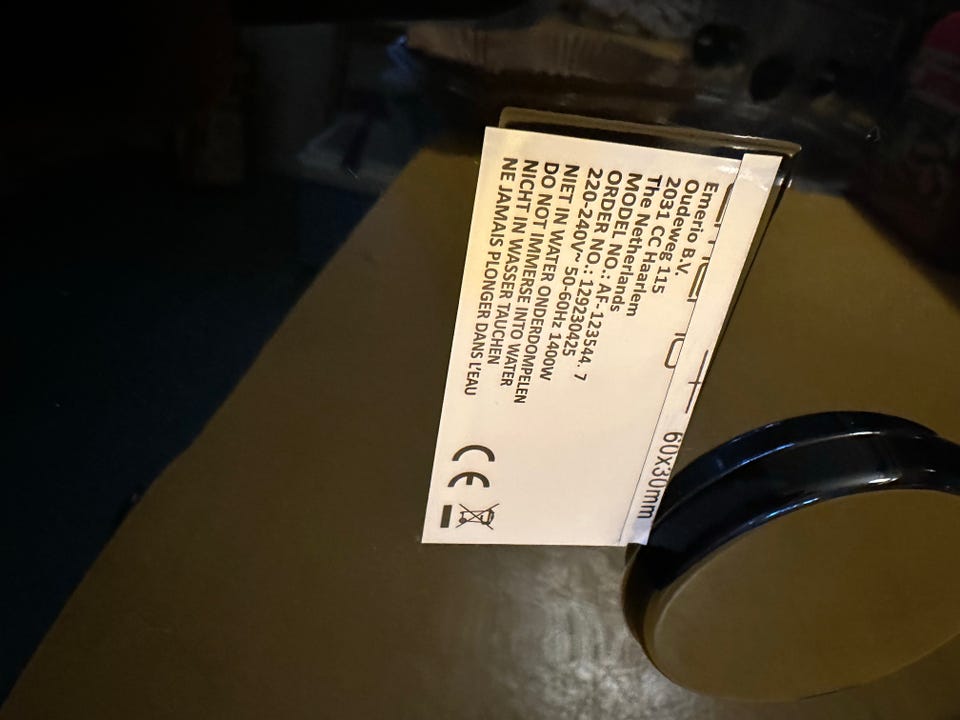 60x30mm
Emerio B.V.
Oudeweg 115
2031 CC Haarlem
The Netherlands
MODEL NO.: AF-123544. 7
ORDER NO.: 129230425
220-240V~ 50-60Hz 1400W
NIET IN WATER ONDERDOMPELEN
DO NOT IMMERSE INTO WATER
NICHT IN WASSER TAUCHEN
NE JAMAIS PLONGER DANS L'EAU
CE